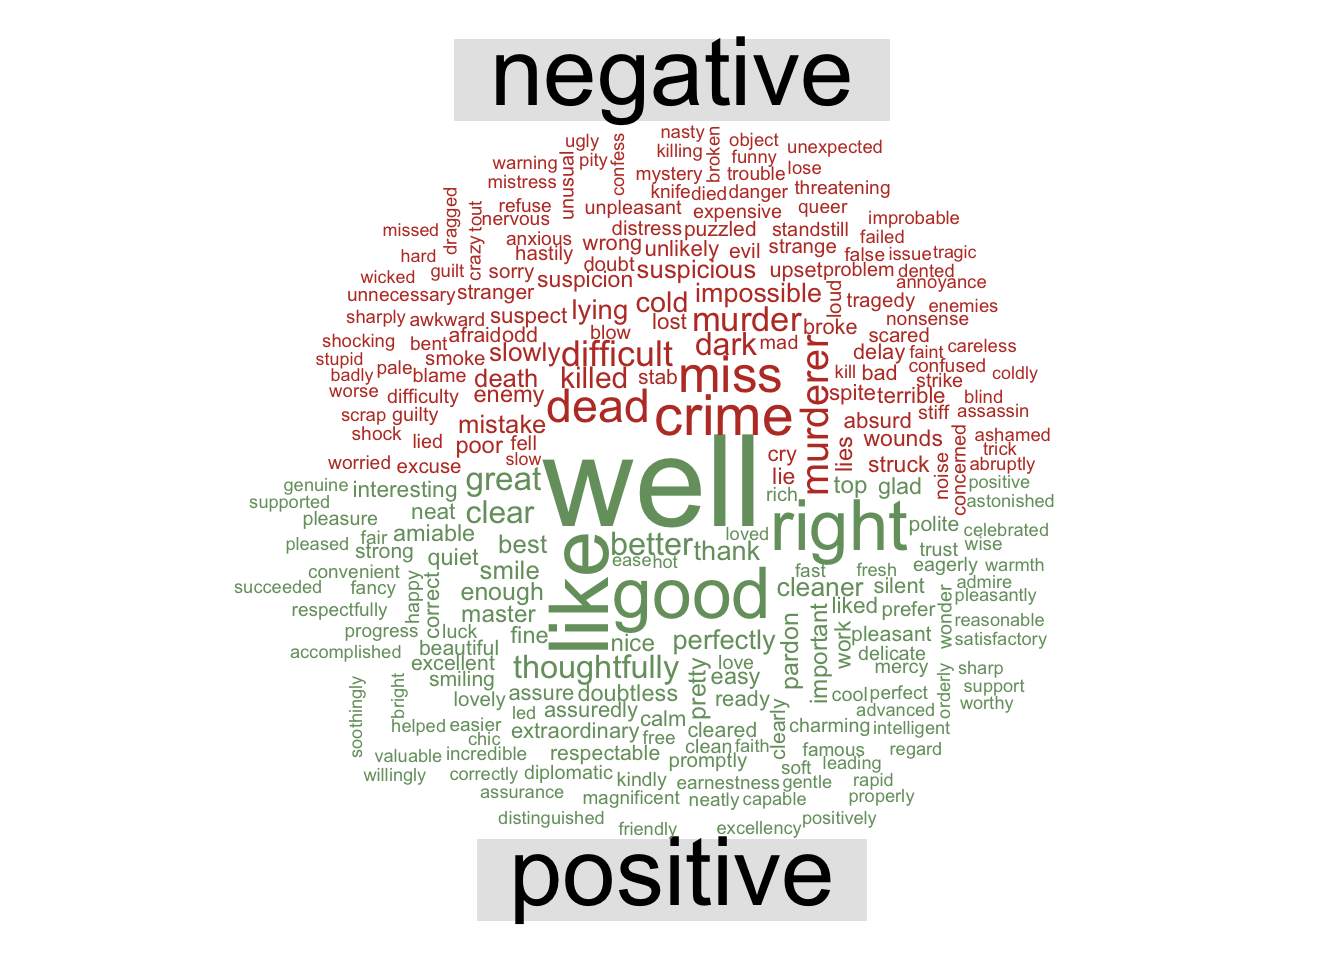 negative
nasty
object
ugly
killing
broken
funny
unexpected
warning
pity
confess
mystery
trouble
lose
mistress
unusual
knife
died
danger
threatening
dragged
tout
refuse
unpleasant
expensive
queer
nervous
improbable
missed
distress
puzzled
standstill
failed
anxious
wrong
unlikely
evil
strange
hard
crazy
hastily
false
issue
tragic
wicked
guilt
sorry
doubt
suspicious
upset
problem
dented
suspicion
annoyance
unnecessary
stranger
lying
cold
impossible
loud
tragedy
enemies
sharply
awkward
suspect
lost
murder
broke
nonsense
shocking
bent
afraid
odd
blow
dark
mad
scared
stupid
smoke
slowly
difficult
delay
faint
careless
badly
pale
blame
death
killed
stab
miss
murderer
kill
bad
confused
coldly
strike
worse
difficulty
enemy
dead
crime
spite
terrible
blind
scrap
guilty
mistake
absurd
stiff
assassin
shock
lied
poor
fell
cry
lies
wounds
ashamed
trick
worried
excuse
slow
lie
struck
noise
concerned
abruptly
genuine
interesting
great
well
rich
top
glad
positive
supported
astonished
pleasure
neat
clear
right
polite
celebrated
pleased
fair
amiable
loved
strong
quiet
best
better
thank
trust
wise
convenient
smile
like
ease
hot
fast
fresh
eagerly
warmth
succeeded
fancy
happy
correct
enough
good
cleaner
silent
admire
pleasantly
respectfully
master
liked
prefer
wonder
reasonable
progress
luck
fine
nice
perfectly
pardon
important
work
pleasant
satisfactory
accomplished
beautiful
delicate
excellent
thoughtfully
love
mercy
sharp
smiling
pretty
easy
support
soothingly
bright
lovely
assure
doubtless
ready
cool
perfect
orderly
worthy
led
assuredly
calm
advanced
helped
easier
extraordinary
free
cleared
clearly
charming
intelligent
chic
clean
faith
famous
regard
valuable
incredible
respectable
promptly
soft
leading
willingly
correctly
diplomatic
kindly
earnestness
gentle
rapid
assurance
magnificent
neatly
capable
properly
distinguished
friendly
excellency
positively
positive